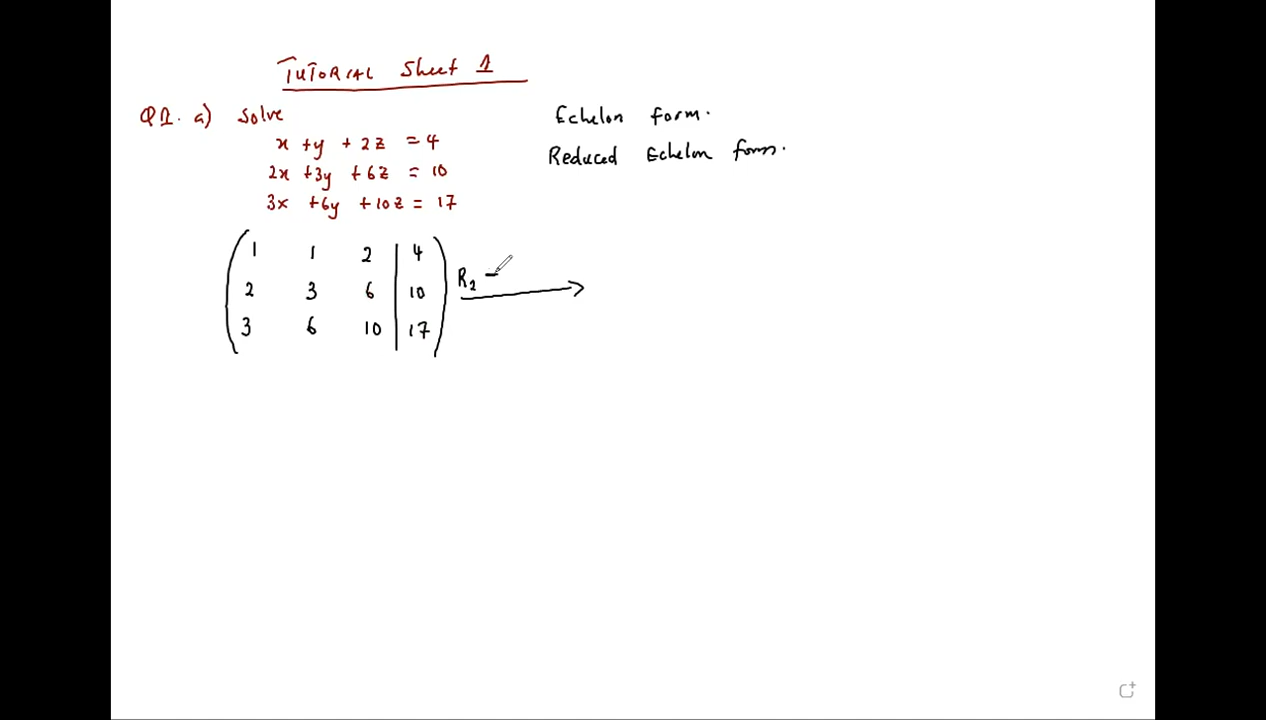 TUTORIAL Sheet 1
Q1. a) Solve
x + y + 2z = 4
2x + 3y + 6z = 10
3x + 6y + 10z = 17
Echelon form.
Reduced Echelon form.
1 1 2 | 4
2 3 6 | 10
3 6 10 | 17
R2 -